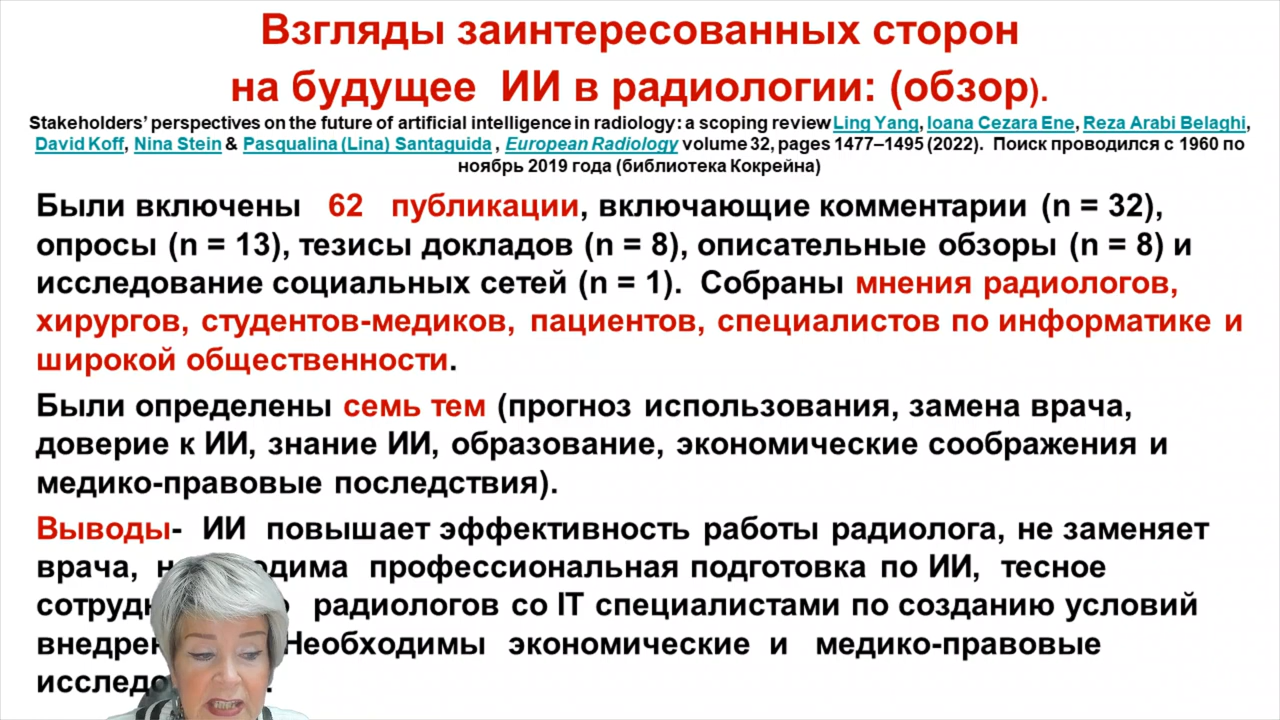 Взгляды заинтересованных сторон
на будущее ИИ в радиологии: (обзор).
Stakeholders’ perspectives on the future of artificial intelligence in radiology: a scoping review Ling Yang, Ioana Cezara Ene, Reza Arabi Belaghi,
David Koff, Nina Stein & Pasqualina (Lina) Santaguida , European Radiology volume 32, pages 1477–1495 (2022). Поиск проводился с 1960 по
ноябрь 2019 года (библиотека Кокрейна)
Были включены 62 публикации, включающие комментарии (n = 32),
опросы (n = 13), тезисы докладов (n = 8), описательные обзоры (n = 8) и
исследование социальных сетей (n = 1). Собраны мнения радиологов,
хирургов, студентов-медиков, пациентов, специалистов по информатике и
широкой общественности.
Были определены семь тем (прогноз использования, замена врача,
доверие к ИИ, знание ИИ, образование, экономические соображения и
медико-правовые последствия).
Выводы- ИИ повышает эффективность работы радиолога, не заменяет
врача, профессиональная подготовка по ИИ, тесное
радиологов со IT специалистами по созданию условий
Необходимы экономические и медико-правовые